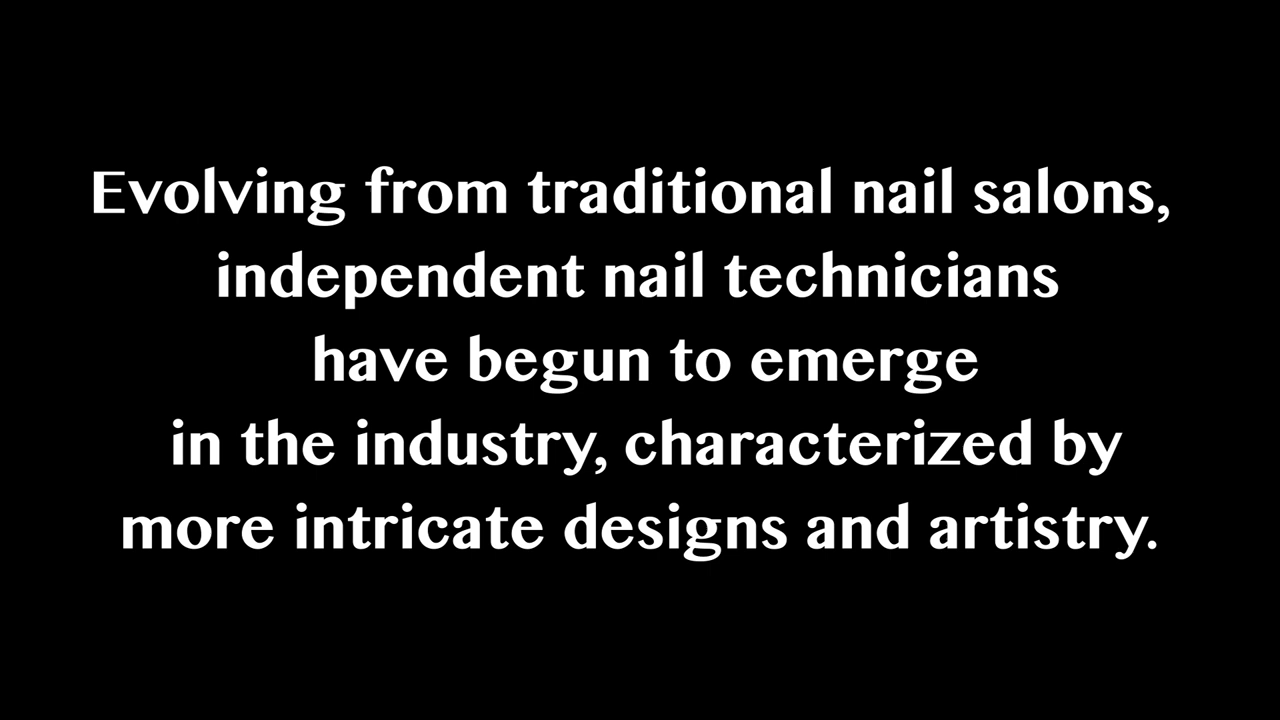 Evolving from traditional nail salons,
independent nail technicians
have begun to emerge
in the industry, characterized by
more intricate designs and artistry.